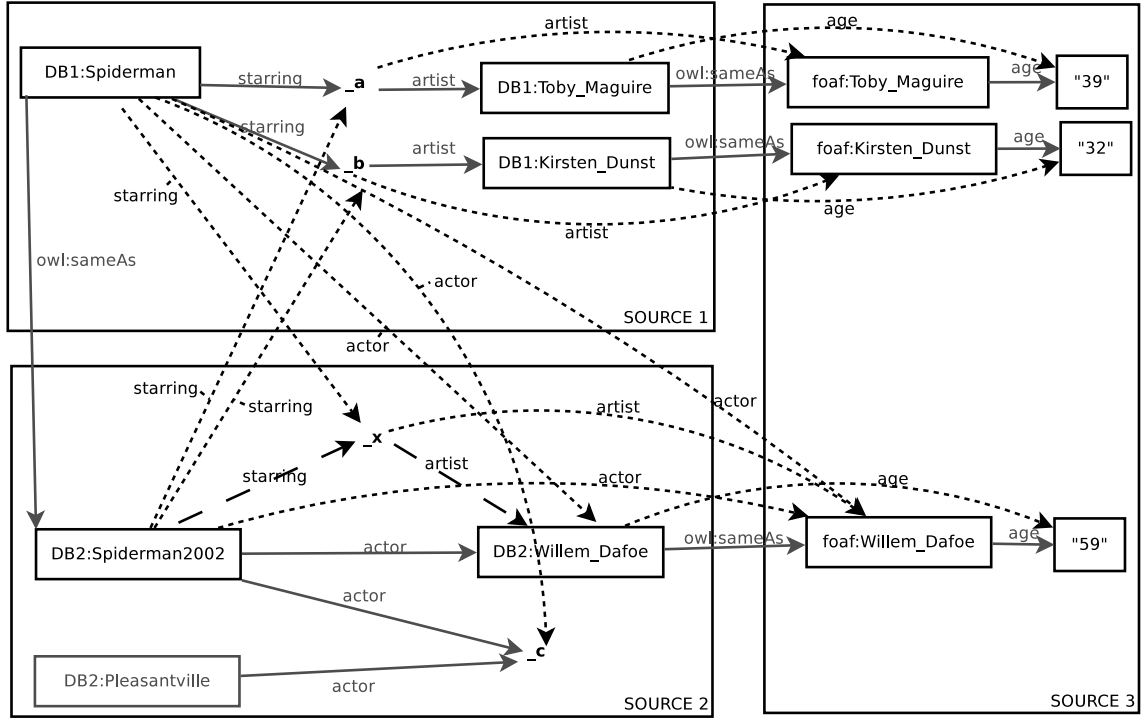 artist
age
DB1:Spiderman
starring
_a
artist
DB1:Toby_Maguire
owl:sameAs
foaf:Toby_Maguire
age
"39"
starring
_b
artist
DB1:Kirsten_Dunst
owl:sameAs
foaf:Kirsten_Dunst
age
"32"
starring
artist
age
owl:sameAs
actor
SOURCE 1
actor
starring
starring
artist
actor
_x
starring
artist
actor
age
DB2:Spiderman2002
actor
DB2:Willem_Dafoe
owl:sameAs
foaf:Willem_Dafoe
age
"59"
actor
_c
DB2:Pleasantville
actor
SOURCE 2
SOURCE 3